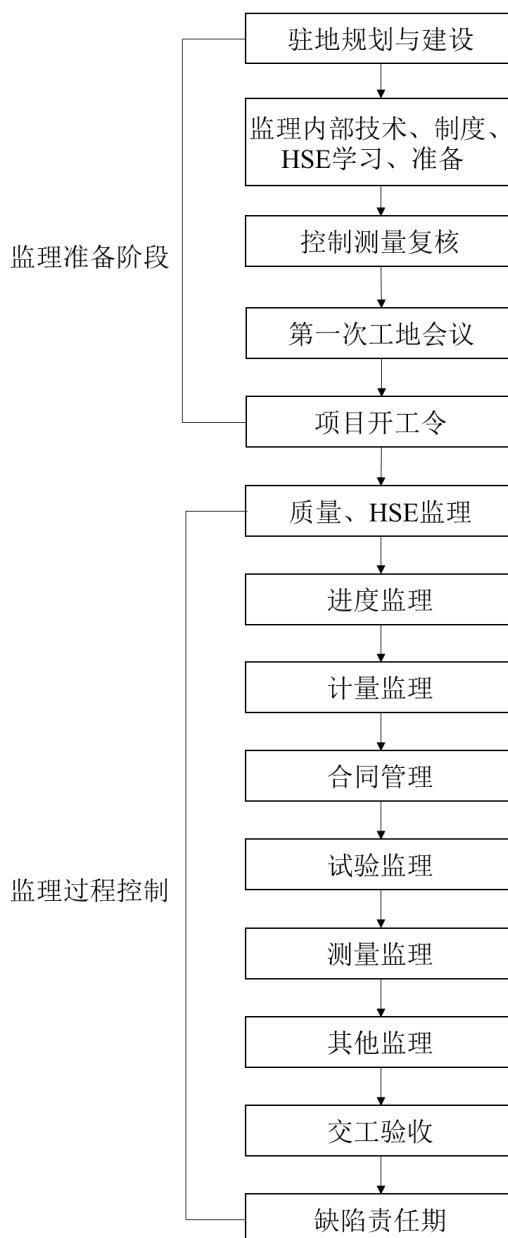 驻地规划与建设
监理内部技术、制度、
HSE学习、准备
控制测量复核
监理准备阶段
第一次工地会议
项目开工令
质量、HSE监理
进度监理
计量监理
合同管理
试验监理
监理过程控制
测量监理
其他监理
交工验收
缺陷责任期